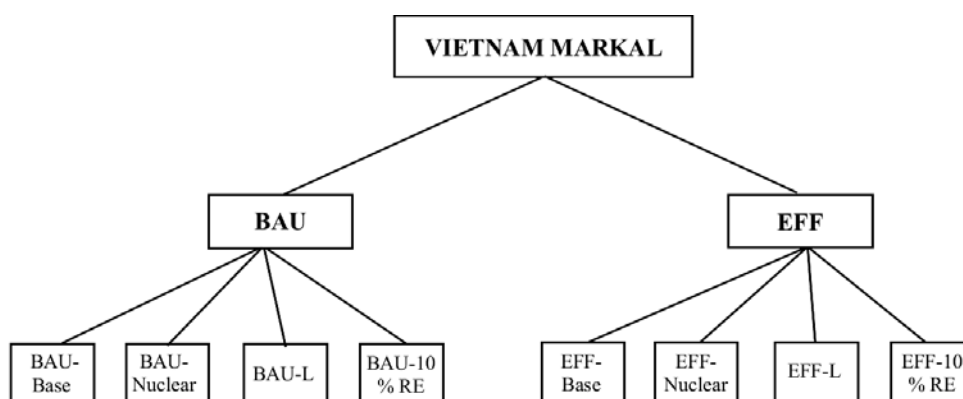 VIETNAM MARKAL
BAU
EFF
BAU-
Base
BAU-
Nuclear
BAU-L
BAU-10
% RE
EFF-
Base
EFF-
Nuclear
EFF-L
EFF-10
% RE